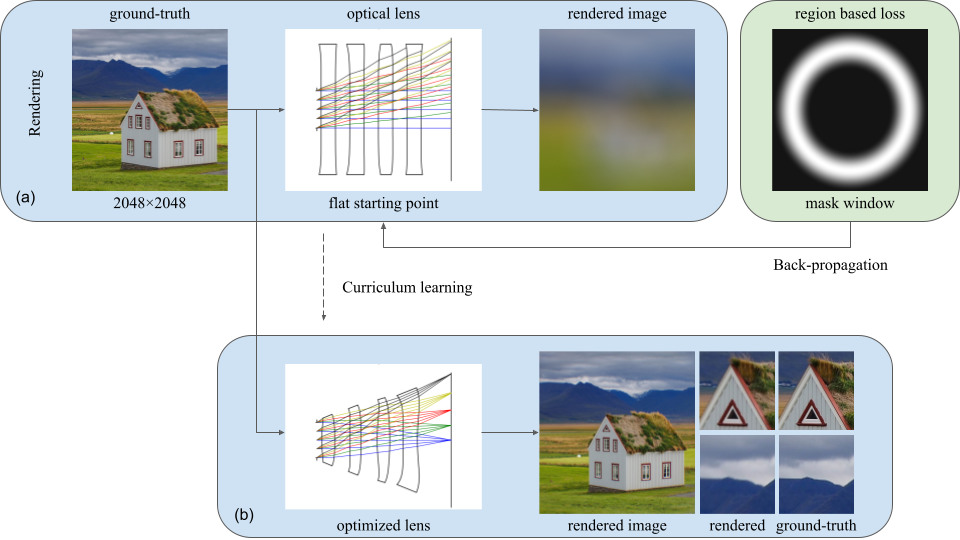 ground-truth
optical lens
rendered image
region based loss
Rendering
(a)
2048×2048
flat starting point
mask window
Back-propagation
Curriculum learning
(b)
optimized lens
rendered image
rendered
ground-truth